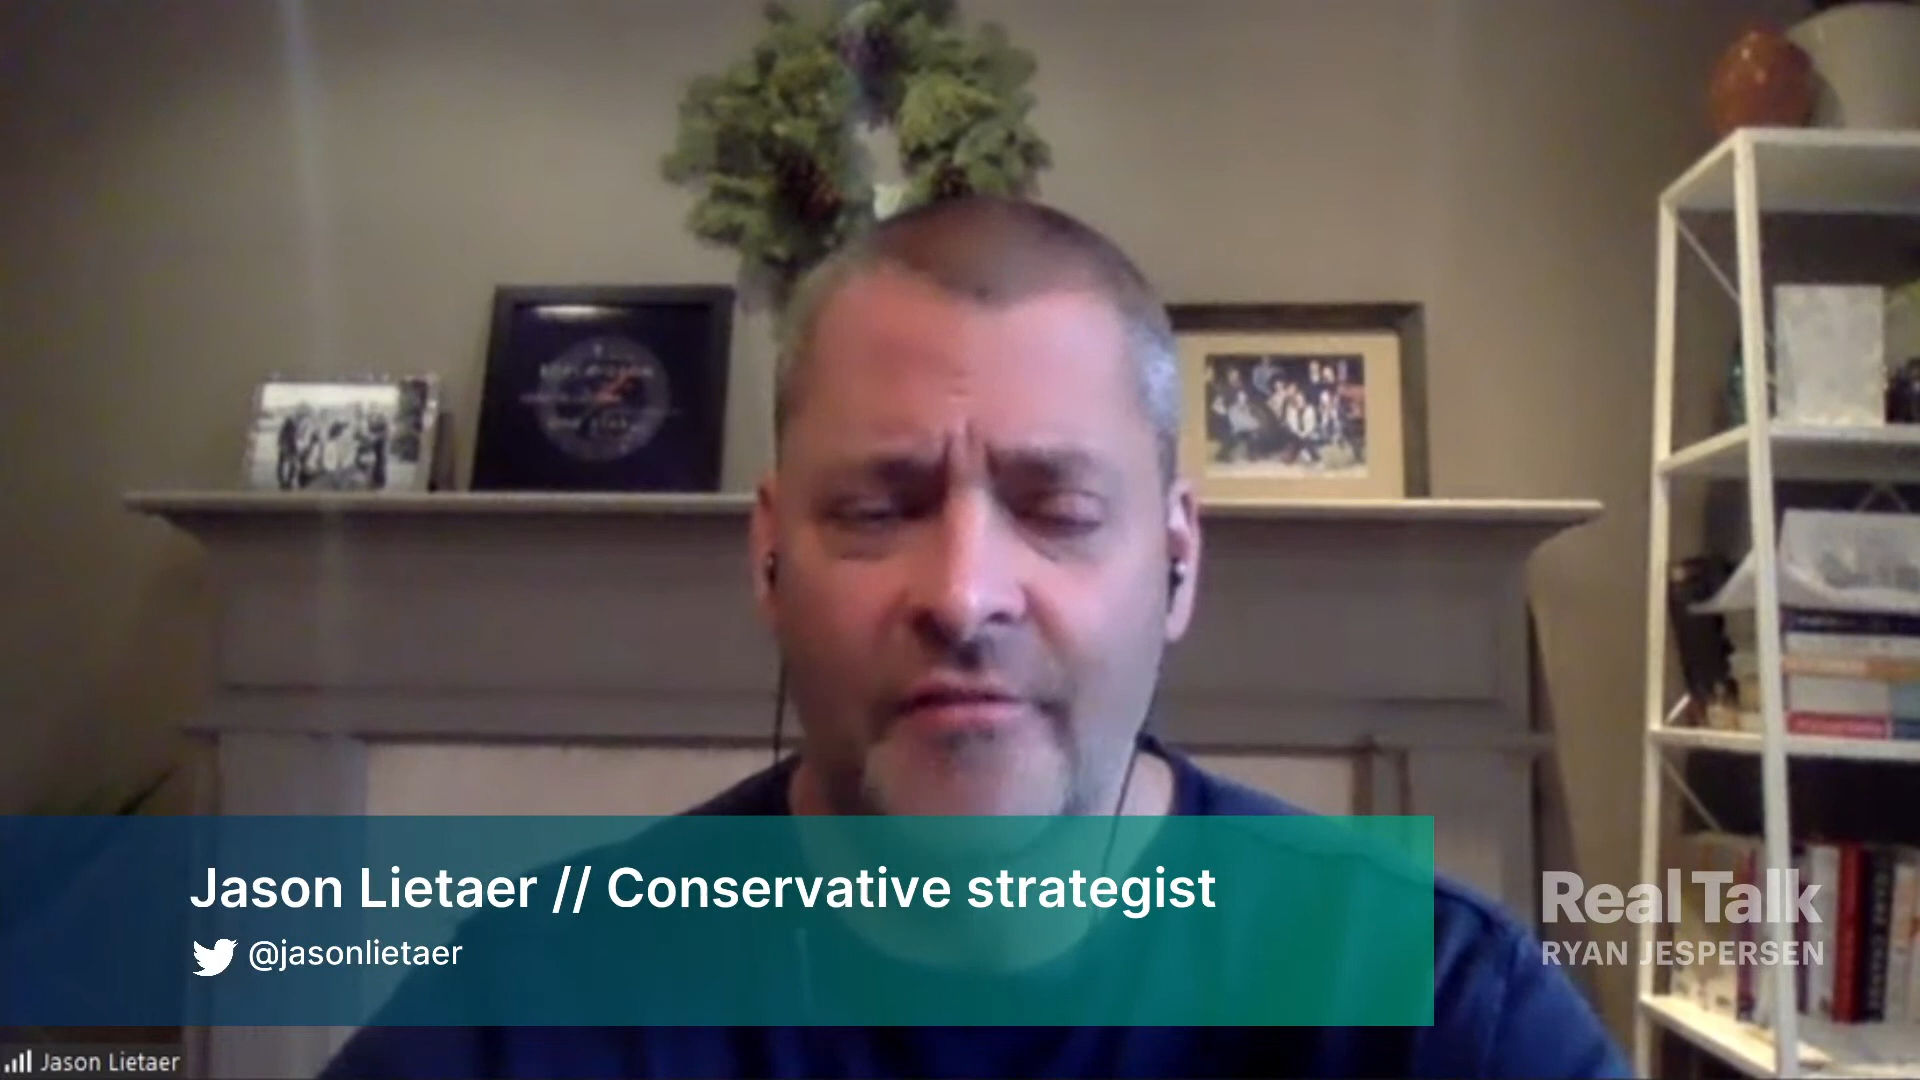 Jason Lietaer // Conservative strategist
@jasonlietaer
Real Talk
RYAN JESPERSEN
Jason Lietaer